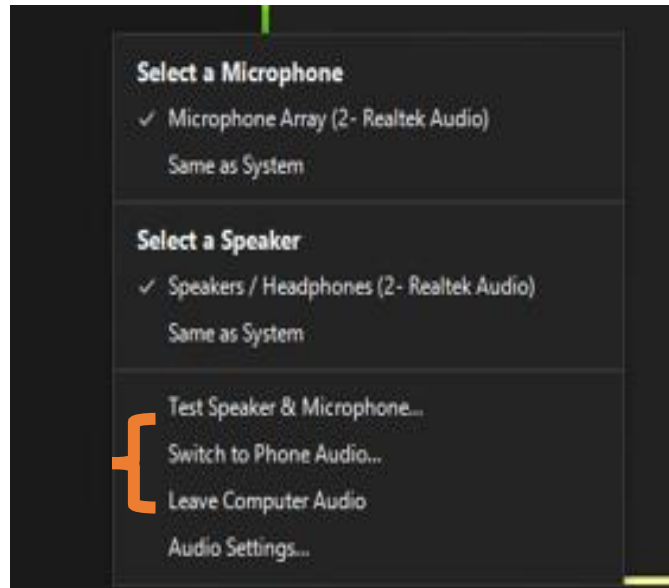 Select a Microphone
✓ Microphone Array (2- Realtek Audio)
Same as System
Select a Speaker
✓ Speakers / Headphones (2- Realtek Audio)
Same as System
Test Speaker & Microphone...
Switch to Phone Audio...
Leave Computer Audio
Audio Settings...